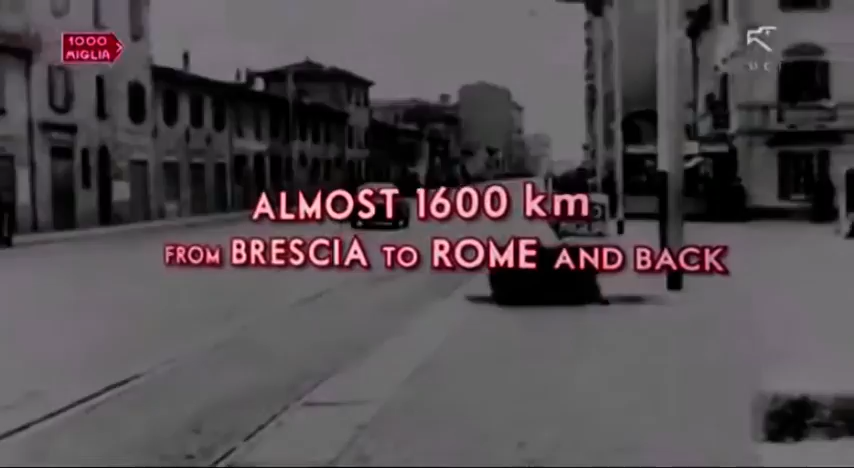 1000
MIGLIA
ALMOST 1600 km
FROM BRESCIA TO ROME AND BACK